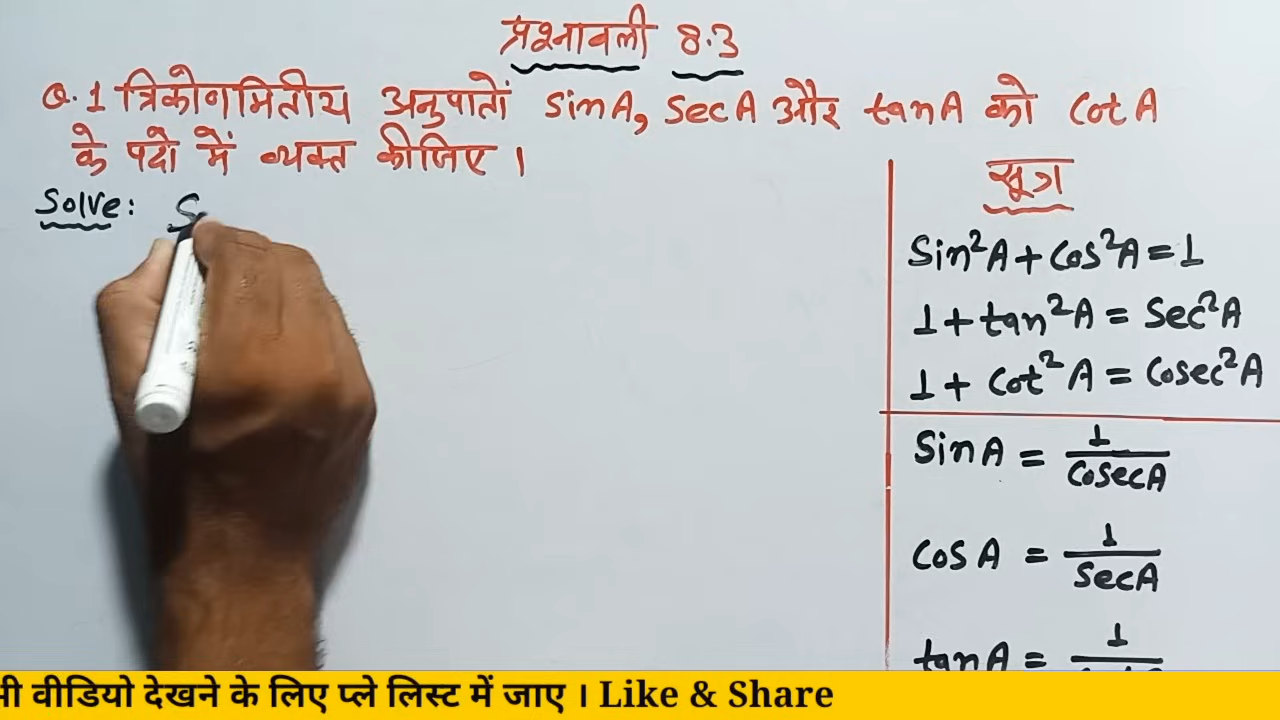 प्रश्नावली 8.3
Q.1 त्रिकोणमितीय अनुपातों sinA, SecA और tanA को CotA
के पदो में व्यक्त कीजिए।
Solve: S
सूत्र
Sin²A + Cos²A = 1
1 + tan²A = Sec²A
1 + Cot²A = Cosec²A
SinA = 1/CosecA
CosA = 1/SecA
tanA = 1
भी वीडियो देखने के लिए प्ले लिस्ट में जाए । Like & Share